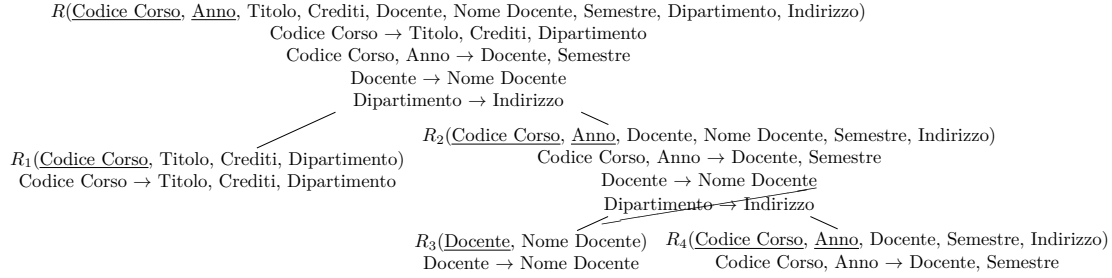 R(Codice Corso, Anno, Titolo, Crediti, Docente, Nome Docente, Semestre, Dipartimento, Indirizzo)
Codice Corso → Titolo, Crediti, Dipartimento
Codice Corso, Anno → Docente, Semestre
Docente → Nome Docente
Dipartimento → Indirizzo
R₁(Codice Corso, Titolo, Crediti, Dipartimento)
Codice Corso → Titolo, Crediti, Dipartimento
R₂(Codice Corso, Anno, Docente, Nome Docente, Semestre, Indirizzo)
Codice Corso, Anno → Docente, Semestre
Docente → Nome Docente
Dipartimento → Indirizzo
R₃(Docente, Nome Docente)
Docente → Nome Docente
R₄(Codice Corso, Anno, Docente, Semestre, Indirizzo)
Codice Corso, Anno → Docente, Semestre